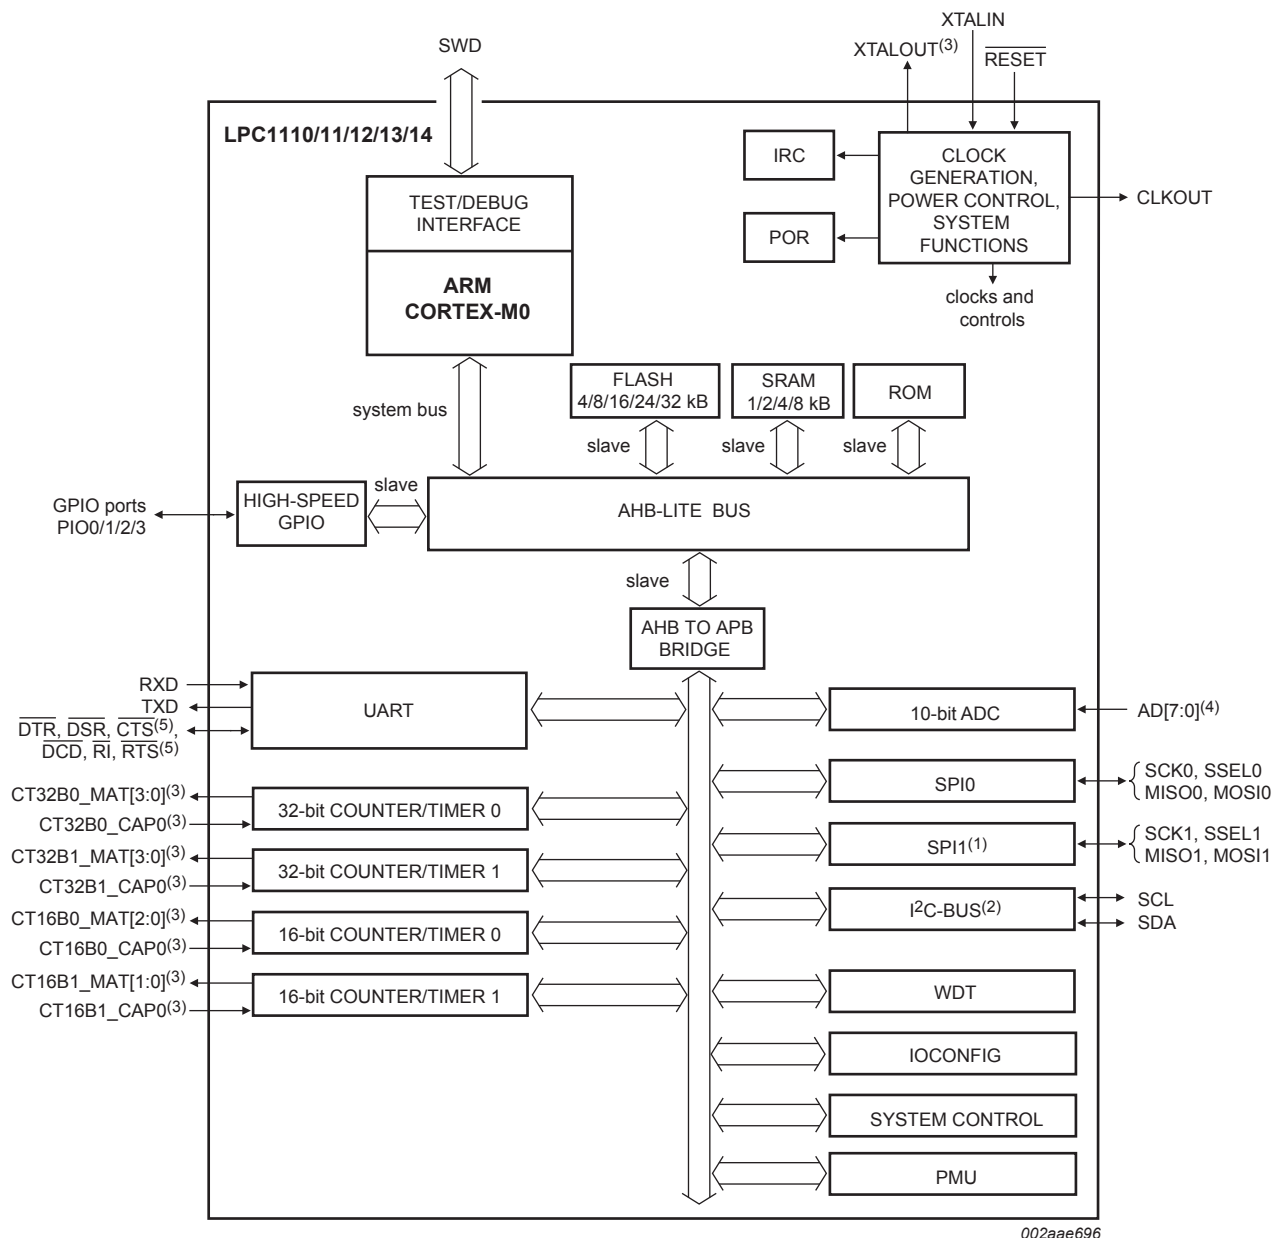 XTALIN
SWD
XTALOUT(3)
RESET
LPC1110/11/12/13/14
IRC
CLOCK
GENERATION,
POWER CONTROL,
SYSTEM
FUNCTIONS
CLKOUT
POR
TEST/DEBUG
INTERFACE
ARM
CORTEX-M0
clocks and
controls
system bus
FLASH
4/8/16/24/32 kB
SRAM
1/2/4/8 kB
ROM
slave
slave
slave
slave
GPIO ports
PIO0/1/2/3
HIGH-SPEED
GPIO
AHB-LITE BUS
slave
AHB TO APB
BRIDGE
RXD
TXD
DTR, DSR, CTS(5),
DCD, RI, RTS(5)
UART
10-bit ADC
AD[7:0](4)
CT32B0_MAT[3:0](3)
CT32B0_CAP0(3)
32-bit COUNTER/TIMER 0
SPI0
SCK0, SSEL0
MISO0, MOSI0
CT32B1_MAT[3:0](3)
CT32B1_CAP0(3)
32-bit COUNTER/TIMER 1
SPI1(1)
SCK1, SSEL1
MISO1, MOSI1
CT16B0_MAT[2:0](3)
CT16B0_CAP0(3)
16-bit COUNTER/TIMER 0
I2C-BUS(2)
SCL
SDA
CT16B1_MAT[1:0](3)
CT16B1_CAP0(3)
16-bit COUNTER/TIMER 1
WDT
IOCONFIG
SYSTEM CONTROL
PMU
002aae696